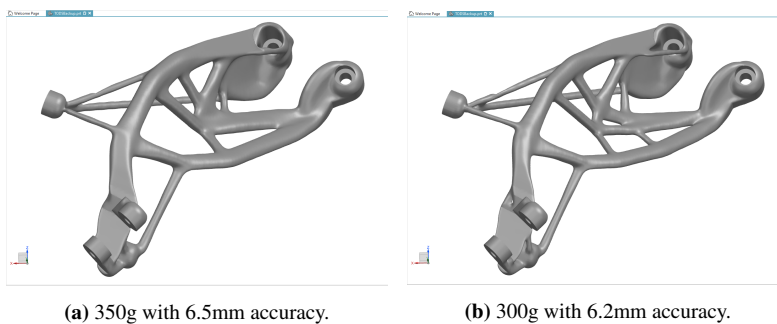 Welcome Page
Welcome Page
(a) 350g with 6.5mm accuracy.
(b) 300g with 6.2mm accuracy.